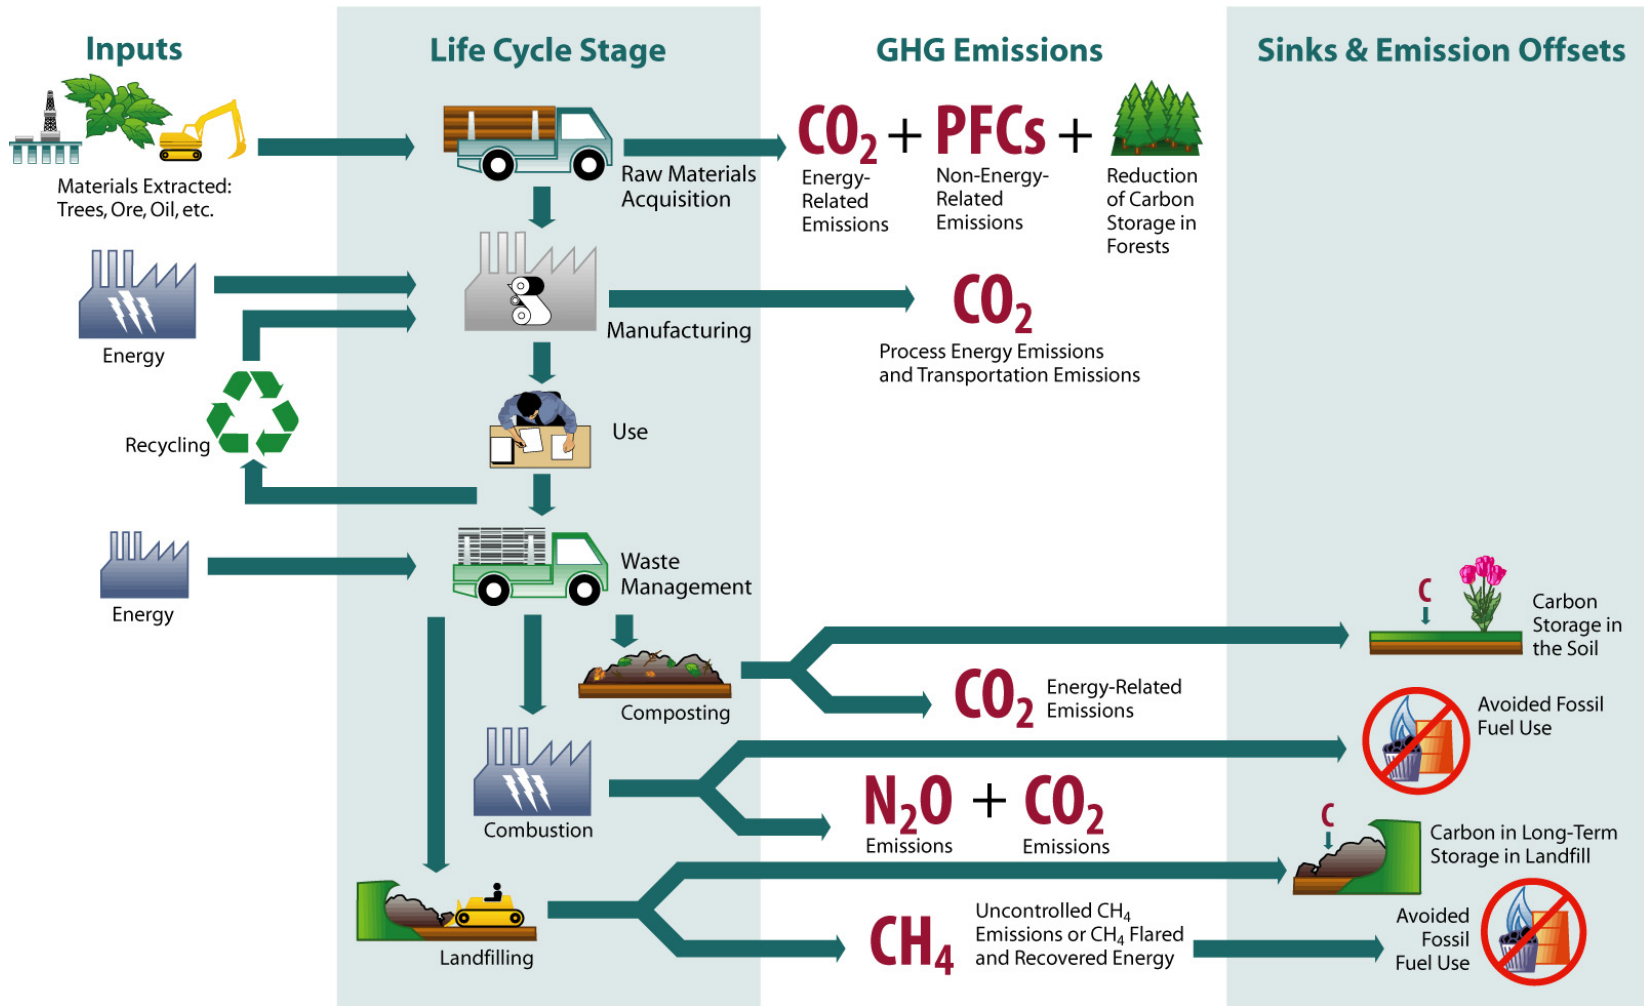 Inputs
Life Cycle Stage
GHG Emissions
Sinks & Emission Offsets
Materials Extracted:
Trees, Ore, Oil, etc.
Raw Materials
Acquisition
CO₂ + PFCs +
Energy-
Related
Emissions
Non-Energy-
Related
Emissions
Reduction
of Carbon
Storage in
Forests
Energy
Manufacturing
CO₂
Process Energy Emissions
and Transportation Emissions
Recycling
Use
Energy
Waste
Management
C
Carbon
Storage in
the Soil
Composting
CO₂
Energy-Related
Emissions
Avoided Fossil
Fuel Use
Combustion
N₂O + CO₂
Emissions
Emissions
C
Carbon in Long-Term
Storage in Landfill
Landfilling
CH₄
Uncontrolled CH₄
Emissions or CH₄ Flared
and Recovered Energy
Avoided
Fossil
Fuel Use